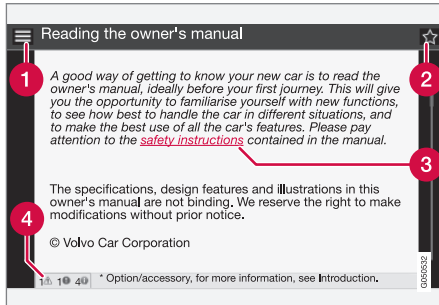 Reading the owner's manual
1
2
A good way of getting to know your new car is to read the
owner's manual, ideally before your first journey. This will give
you the opportunity to familiarise yourself with new functions,
to see how best to handle the car in different situations, and
to make the best use of all the car's features. Please pay
attention to the safety instructions contained in the manual.
3
The specifications, design features and illustrations in this
owner's manual are not binding. We reserve the right to make
modifications without prior notice.
4
© Volvo Car Corporation
1 1 4 * Option/accessory, for more information, see Introduction.
G050532